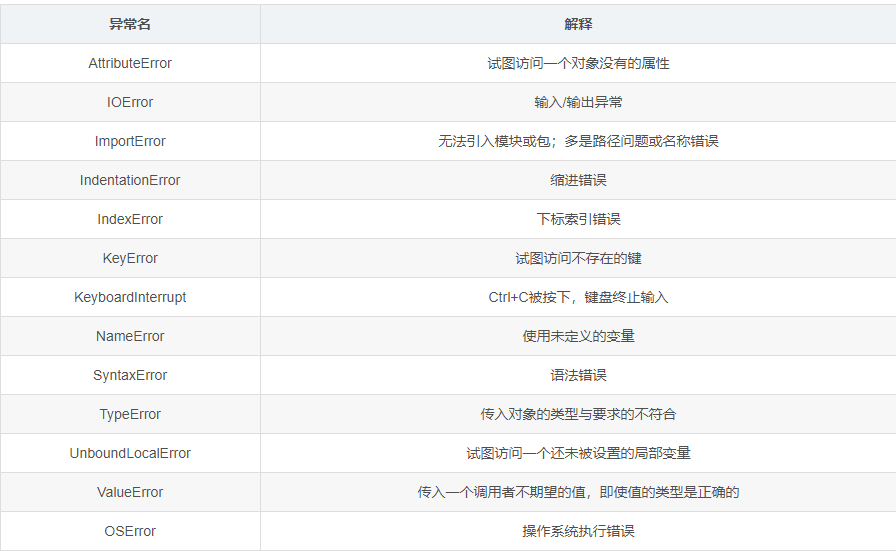 异常名 解释
AttributeError 试图访问一个对象没有的属性
IOError 输入/输出异常
ImportError 无法引入模块或包；多是路径问题或名称错误
IndentationError 缩进错误
IndexError 下标索引错误
KeyError 试图访问不存在的键
KeyboardInterrupt Ctrl+C被按下，键盘终止输入
NameError 使用未定义的变量
SyntaxError 语法错误
TypeError 传入对象的类型与要求的不符合
UnboundLocalError 试图访问一个还未被设置的局部变量
ValueError 传入一个调用者不期望的值，即使值的类型是正确的
OSError 操作系统执行错误